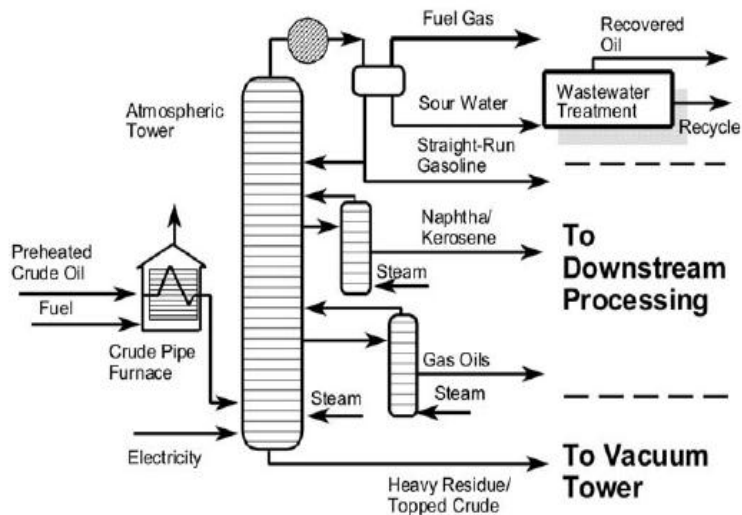 Fuel Gas
Recovered
Oil
Atmospheric
Tower
Sour Water
Wastewater
Treatment
Recycle
Straight-Run
Gasoline
Naphtha/
Kerosene
Steam
To
Downstream
Processing
Preheated
Crude Oil
Fuel
Crude Pipe
Furnace
Gas Oils
Steam
Steam
Electricity
Heavy Residue/
Topped Crude
To Vacuum
Tower